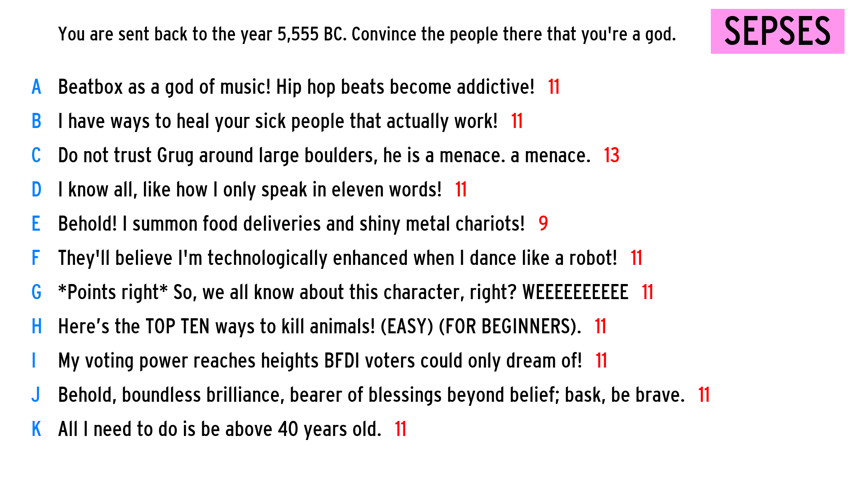 You are sent back to the year 5,555 BC. Convince the people there that you're a god.
SEPSES
A Beatbox as a god of music! Hip hop beats become addictive! 11
B I have ways to heal your sick people that actually work! 11
C Do not trust Grug around large boulders, he is a menace. a menace. 13
D I know all, like how I only speak in eleven words! 11
E Behold! I summon food deliveries and shiny metal chariots! 9
F They'll believe I'm technologically enhanced when I dance like a robot! 11
G *Points right* So, we all know about this character, right? WEEEEEEEEEE 11
H Here’s the TOP TEN ways to kill animals! (EASY) (FOR BEGINNERS). 11
I My voting power reaches heights BFDI voters could only dream of! 11
J Behold, boundless brilliance, bearer of blessings beyond belief; bask, be brave. 11
K All I need to do is be above 40 years old. 11